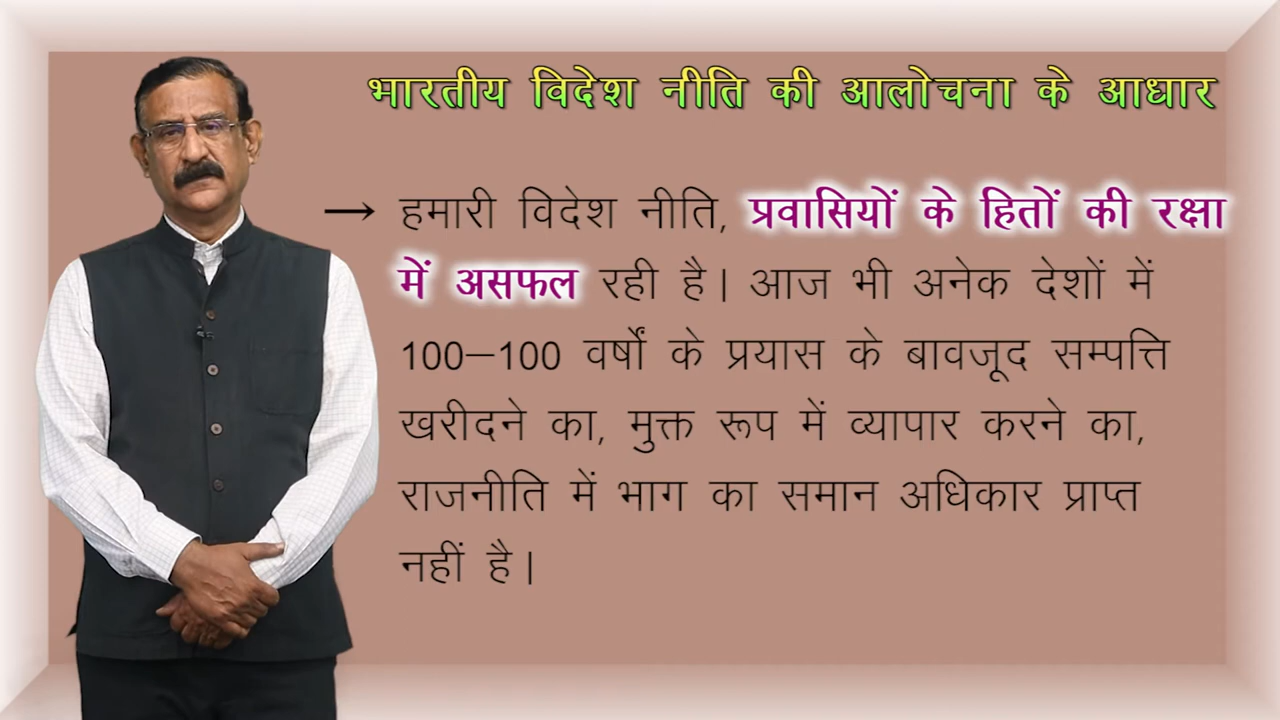 भारतीय विदेश नीति की आलोचना के आधार
→ हमारी विदेश नीति, प्रवासियों के हितों की रक्षा
में असफल रही है। आज भी अनेक देशों में
100–100 वर्षों के प्रयास के बावजूद सम्पत्ति
खरीदने का, मुक्त रूप में व्यापार करने का,
राजनीति में भाग का समान अधिकार प्राप्त
नहीं है।